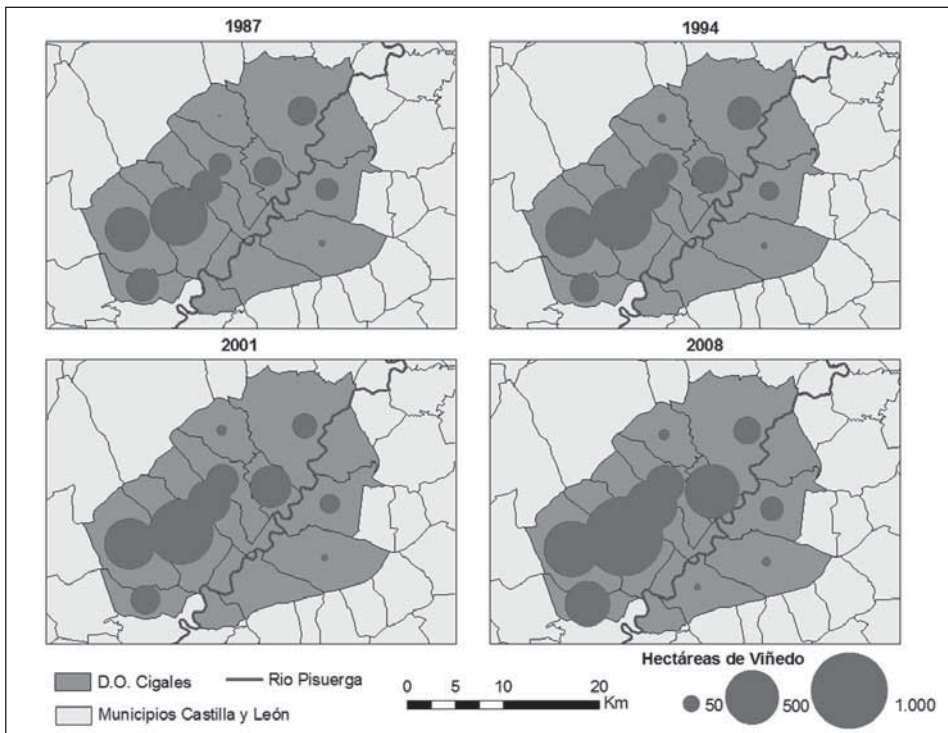 1987
1994
2001
2008
D.O. Cigales
Rio Pisuerga
Municipios Castilla y León
0 5 10 20
Km
Hectáreas de Viñedo
50 500 1.000